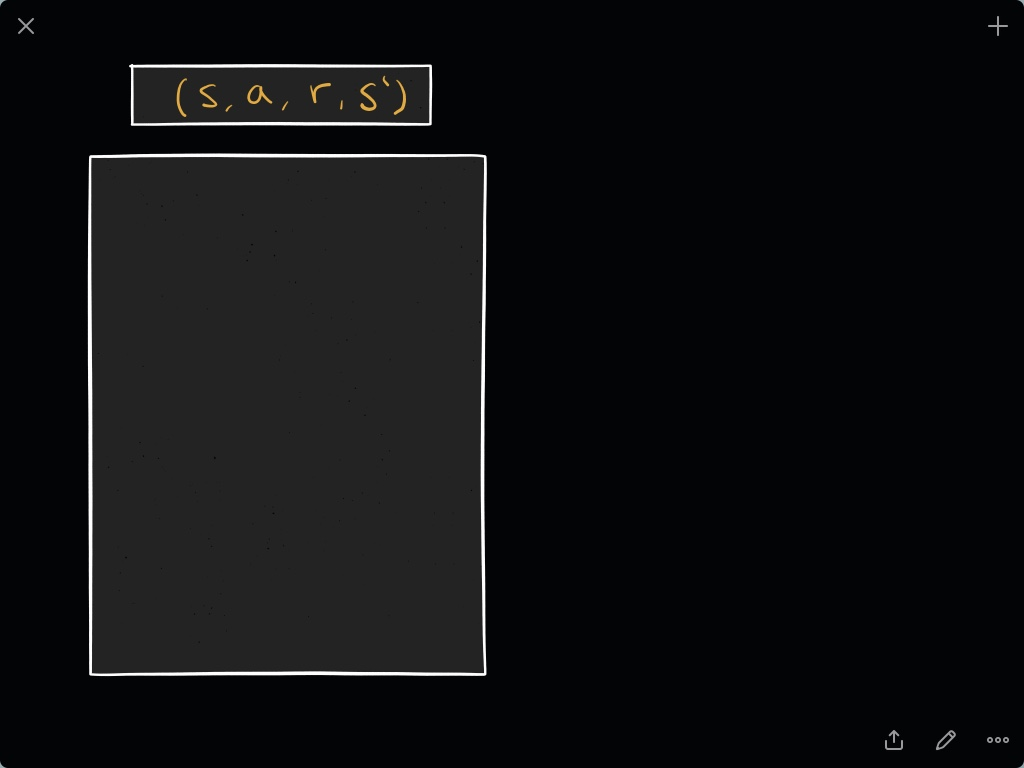 (s, a, r, s')